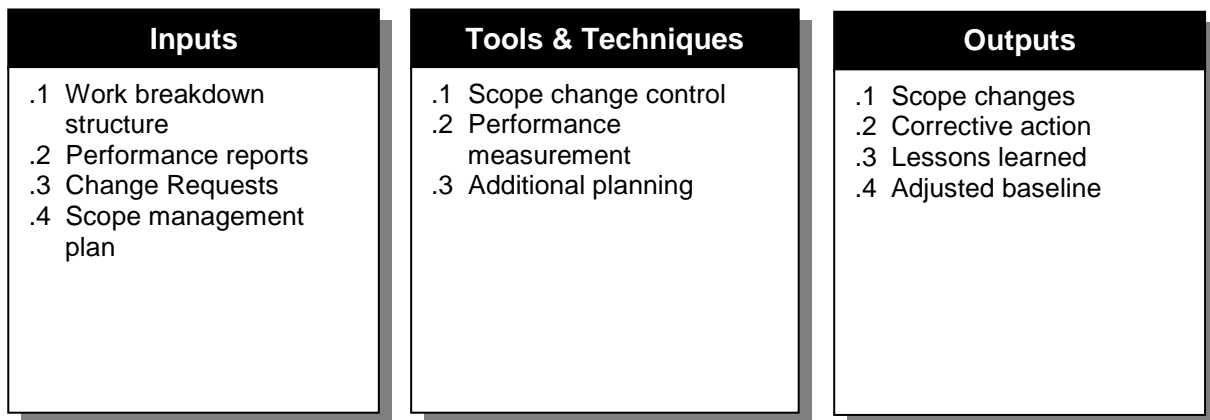 Inputs
.1 Work breakdown
structure
.2 Performance reports
.3 Change Requests
.4 Scope management
plan
Tools & Techniques
.1 Scope change control
.2 Performance
measurement
.3 Additional planning
Outputs
.1 Scope changes
.2 Corrective action
.3 Lessons learned
.4 Adjusted baseline